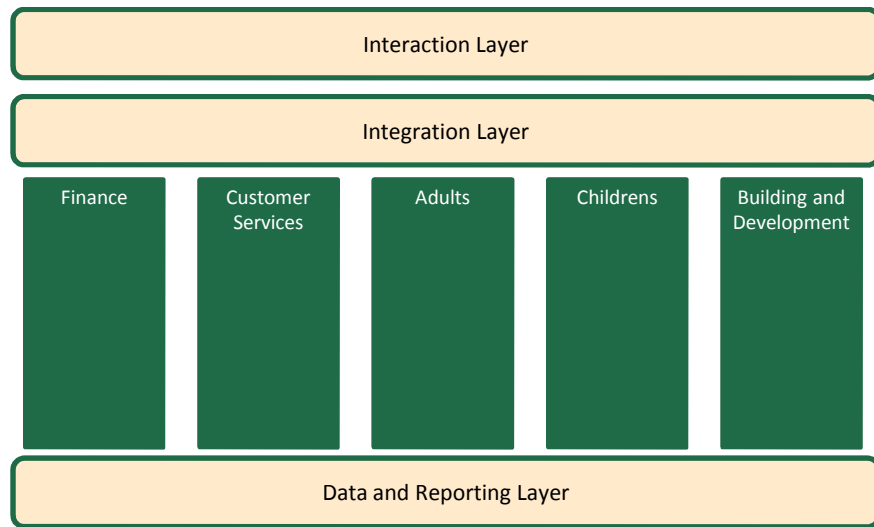 Interaction Layer
Integration Layer
Finance
Customer
Services
Adults
Childrens
Building and
Development
Data and Reporting Layer